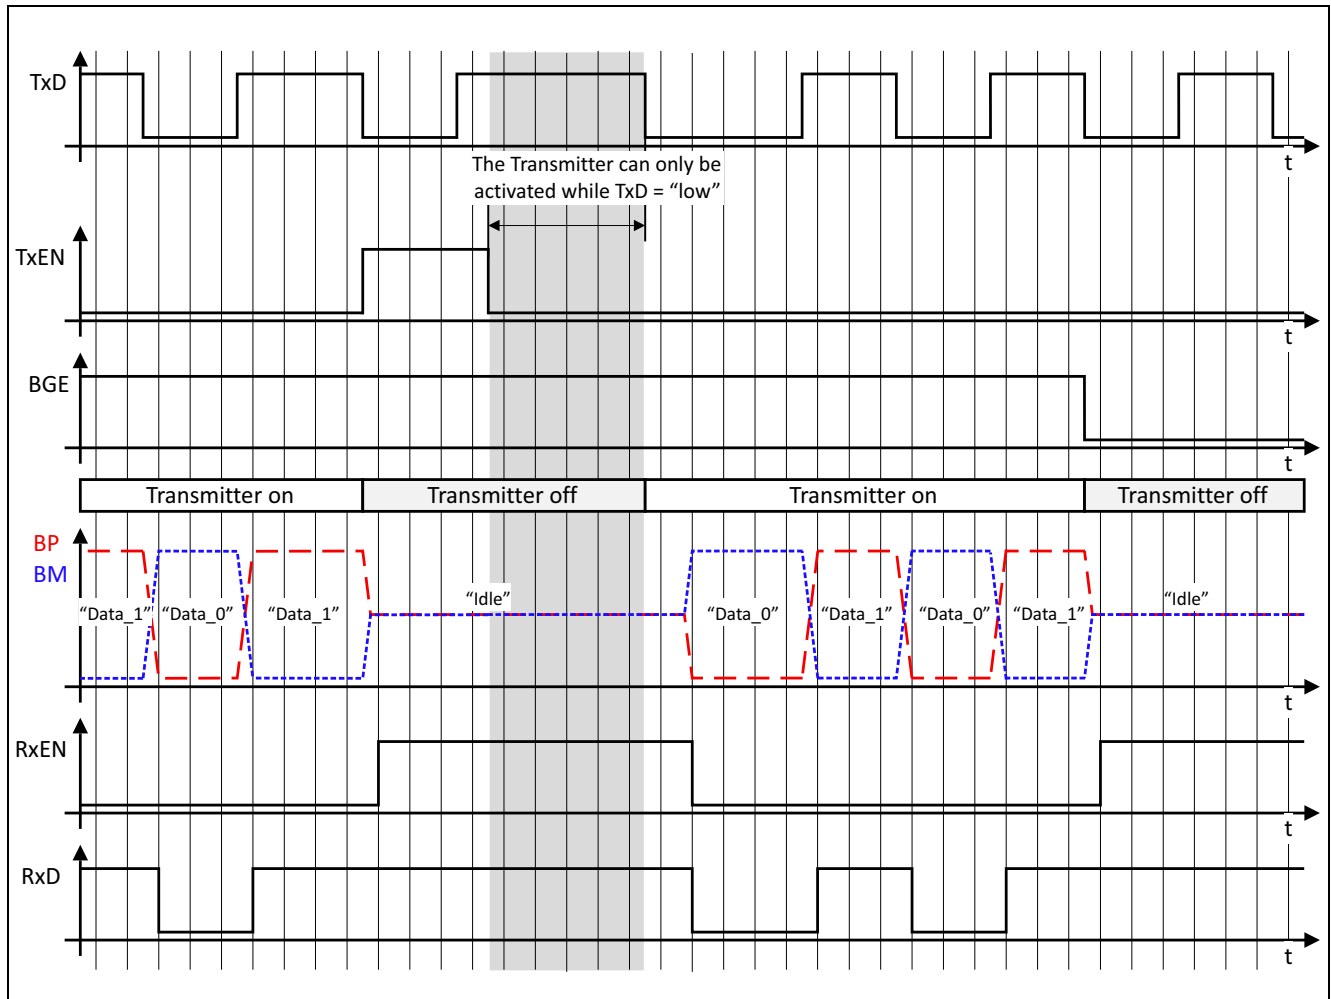 TxD
t
The Transmitter can only be
activated while TxD = “low”
TxEN
t
BGE
t
Transmitter on
Transmitter off
Transmitter on
Transmitter off
BP
BM
“Data_1”
“Data_0”
“Data_1”
“Idle”
“Data_0”
“Data_1”
“Data_0”
“Data_1”
“Idle”
t
RxEN
t
RxD
t